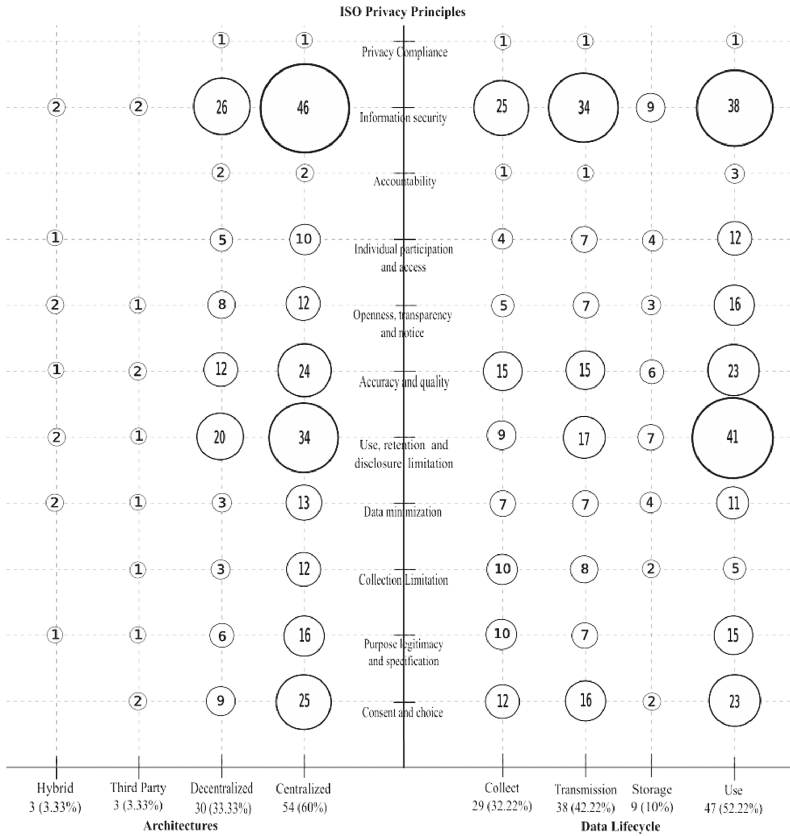 ISO Privacy Principles
1 1 1 1 1
Privacy Compliance
2 2 26 46 25 34 9 38
Information security
2 2 1 1 3
Accountability
1 5 10 4 7 4 12
Individual participation
and access
2 1 8 12 5 7 3 16
Openness, transparency
and notice
1 2 12 24 15 15 6 23
Accuracy and quality
2 1 20 34 9 17 7 41
Use, retention and
disclosure limitation
2 1 3 13 7 7 4 11
Data minimization
1 3 12 10 8 2 5
Collection Limitation
1 1 6 16 10 7 15
Purpose legitimacy
and specification
2 9 25 12 16 2 23
Consent and choice
Hybrid Third Party Decentralized Centralized Collect Transmission Storage Use
3 (3.33%) 3 (3.33%) 30 (33.33%) 54 (60%) 29 (32.22%) 38 (42.22%) 9 (10%) 47 (52.22%)
Architectures Data Lifecycle